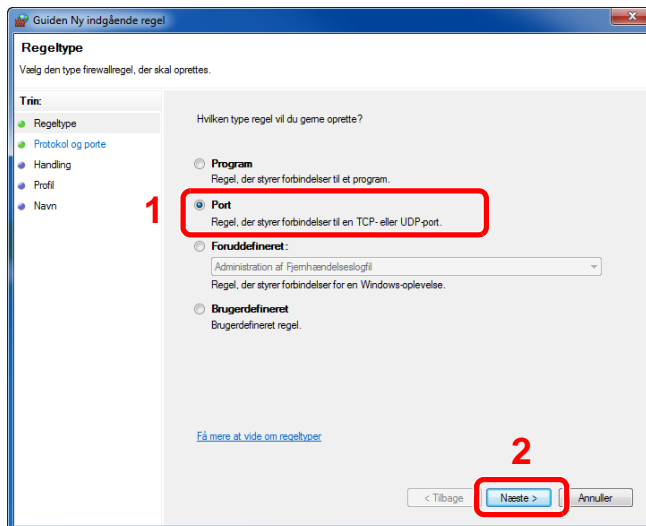 Guiden Ny indgående regel
Regeltype
Vælg den type firewallregel, der skal oprettes.
Trin:
Regeltype
Protokol og porte
Handling
Profil
Navn
Hvilken type regel vil du gerne oprette?
Program
Regel, der styrer forbindelser til et program.
1
Port
Regel, der styrer forbindelser til en TCP- eller UDP-port.
Foruddefineret:
Administration af Fjernhændelseslogfil
Regel, der styrer forbindelser for en Windows-oplevelse.
Brugerdefineret
Brugerdefineret regel.
Få mere at vide om regeltyper
2
< Tilbage
Næste >
Annuller